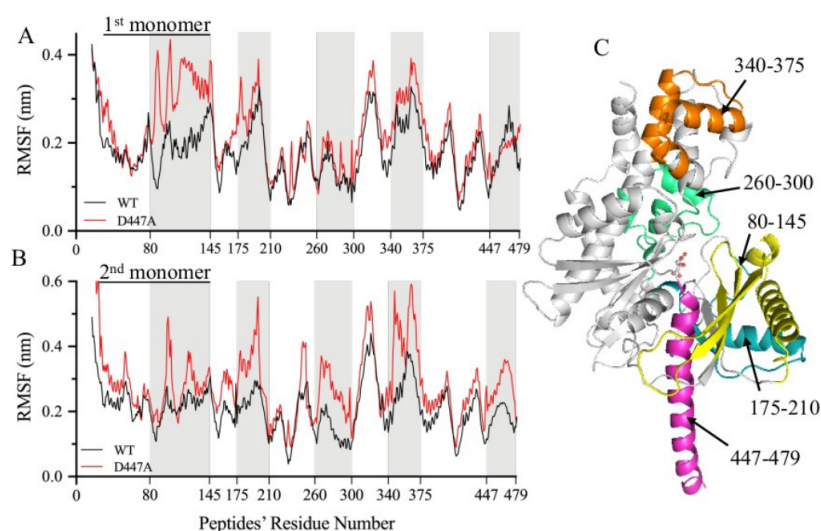 A
1st monomer
RMSF (nm)
0.4
0.2
0.0
WT
D447A
0 80 145 175 210 260 300 340 375 447 479
B
2nd monomer
RMSF (nm)
0.6
0.4
0.2
0.0
WT
D447A
0 80 145 175 210 260 300 340 375 447 479
Peptides' Residue Number
C
340-375
260-300
80-145
175-210
447-479